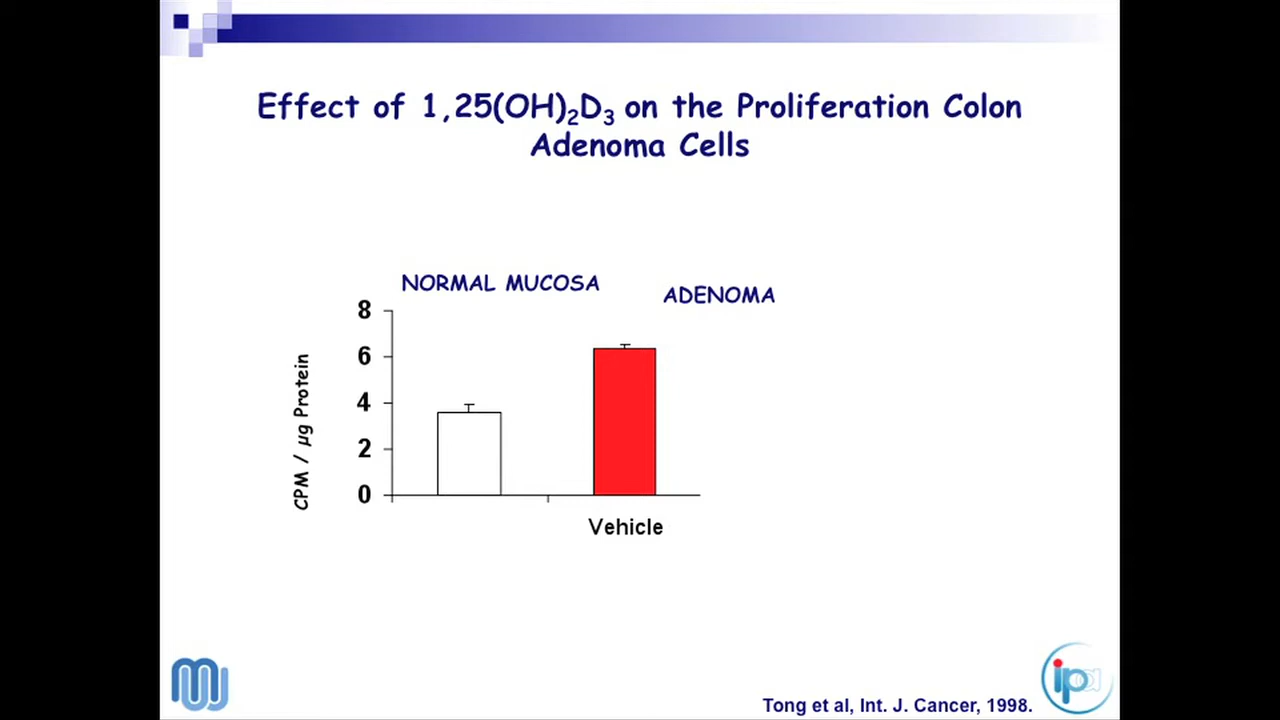 Effect of 1,25(OH)₂D₃ on the Proliferation Colon
Adenoma Cells
NORMAL MUCOSA
ADENOMA
8
6
4
2
0
CPM / µg Protein
Vehicle
Tong et al, Int. J. Cancer, 1998.